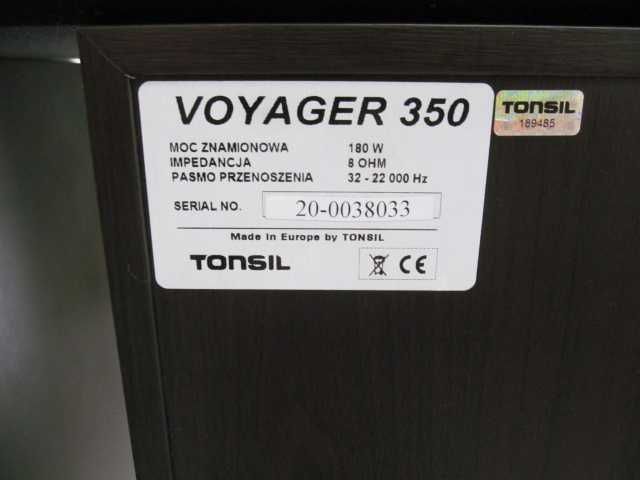 VOYAGER 350
MOC ZNAMIONOWA 180 W
IMPEDANCJA 8 OHM
PASMO PRZENOSZENIA 32 - 22 000 Hz
SERIAL NO. 20-0038033
Made in Europe by TONSIL
TONSIL CE
TONSIL
189485